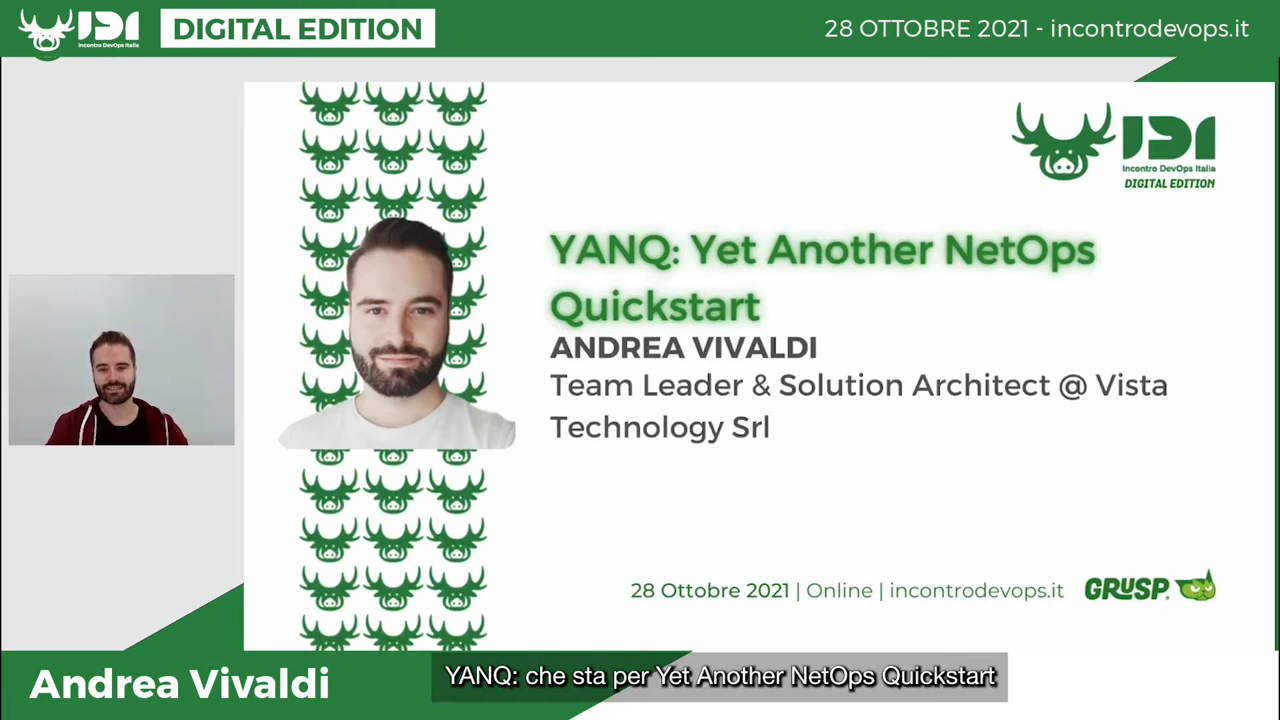 IDI
Incontro DevOps Italia
DIGITAL EDITION
28 OTTOBRE 2021 - incontrodevops.it
IDI
Incontro DevOps Italia
DIGITAL EDITION
YANQ: Yet Another NetOps
Quickstart
ANDREA VIVALDI
Team Leader & Solution Architect @ Vista
Technology Srl
28 Ottobre 2021 | Online | incontrodevops.it
GRUSP
Andrea Vivaldi
YANQ: che sta per Yet Another NetOps Quickstart